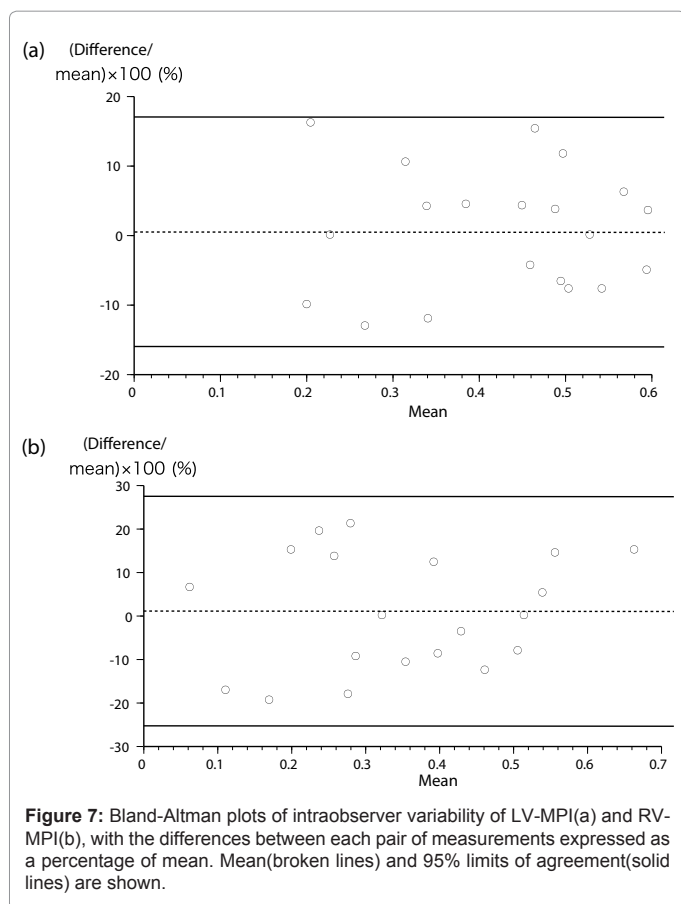 (a)
(Difference/
mean)×100 (%)
20
10
0
-10
-20
0 0.1 0.2 0.3 0.4 0.5 0.6
Mean
(b)
(Difference/
mean)×100 (%)
30
20
10
0
-10
-20
-30
0 0.1 0.2 0.3 0.4 0.5 0.6 0.7
Mean
Figure 7: Bland-Altman plots of intraobserver variability of LV-MPI(a) and RV-
MPI(b), with the differences between each pair of measurements expressed as
a percentage of mean. Mean(broken lines) and 95% limits of agreement(solid
lines) are shown.